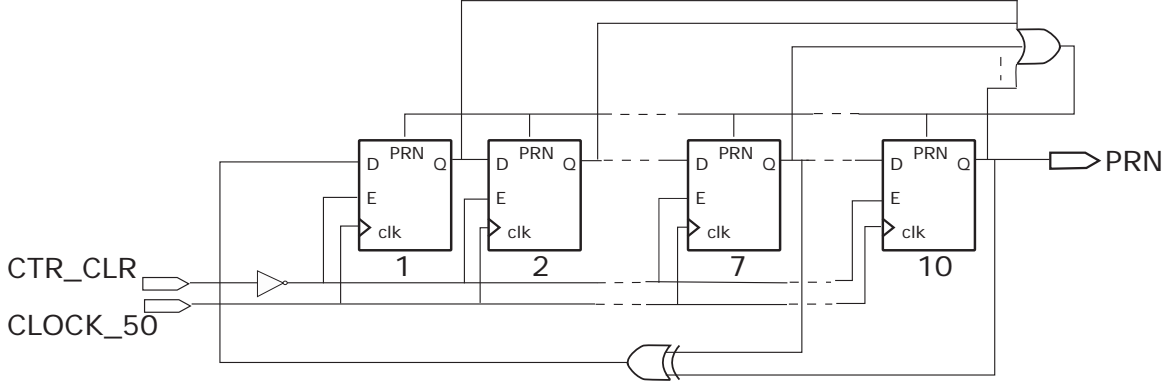 PRN PRN PRN PRN
D Q D Q D Q D Q PRN
E E E E
clk clk clk clk
1 2 7 10
CTR_CLR
CLOCK_50